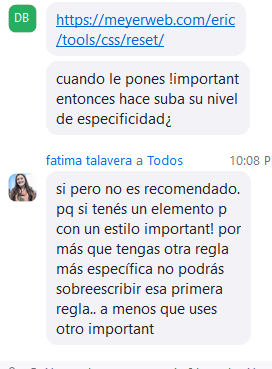 DB
https://meyerweb.com/eric
/tools/css/reset/
cuando le pones !important
entonces hace suba su nivel
de especificidad¿
fatima talavera a Todos
10:08 P
si pero no es recomendado.
pq si tenés un elemento p
con un estilo important! por
más que tengas otra regla
más específica no podrás
sobreescribir esa primera
regla.. a menos que uses
otro important